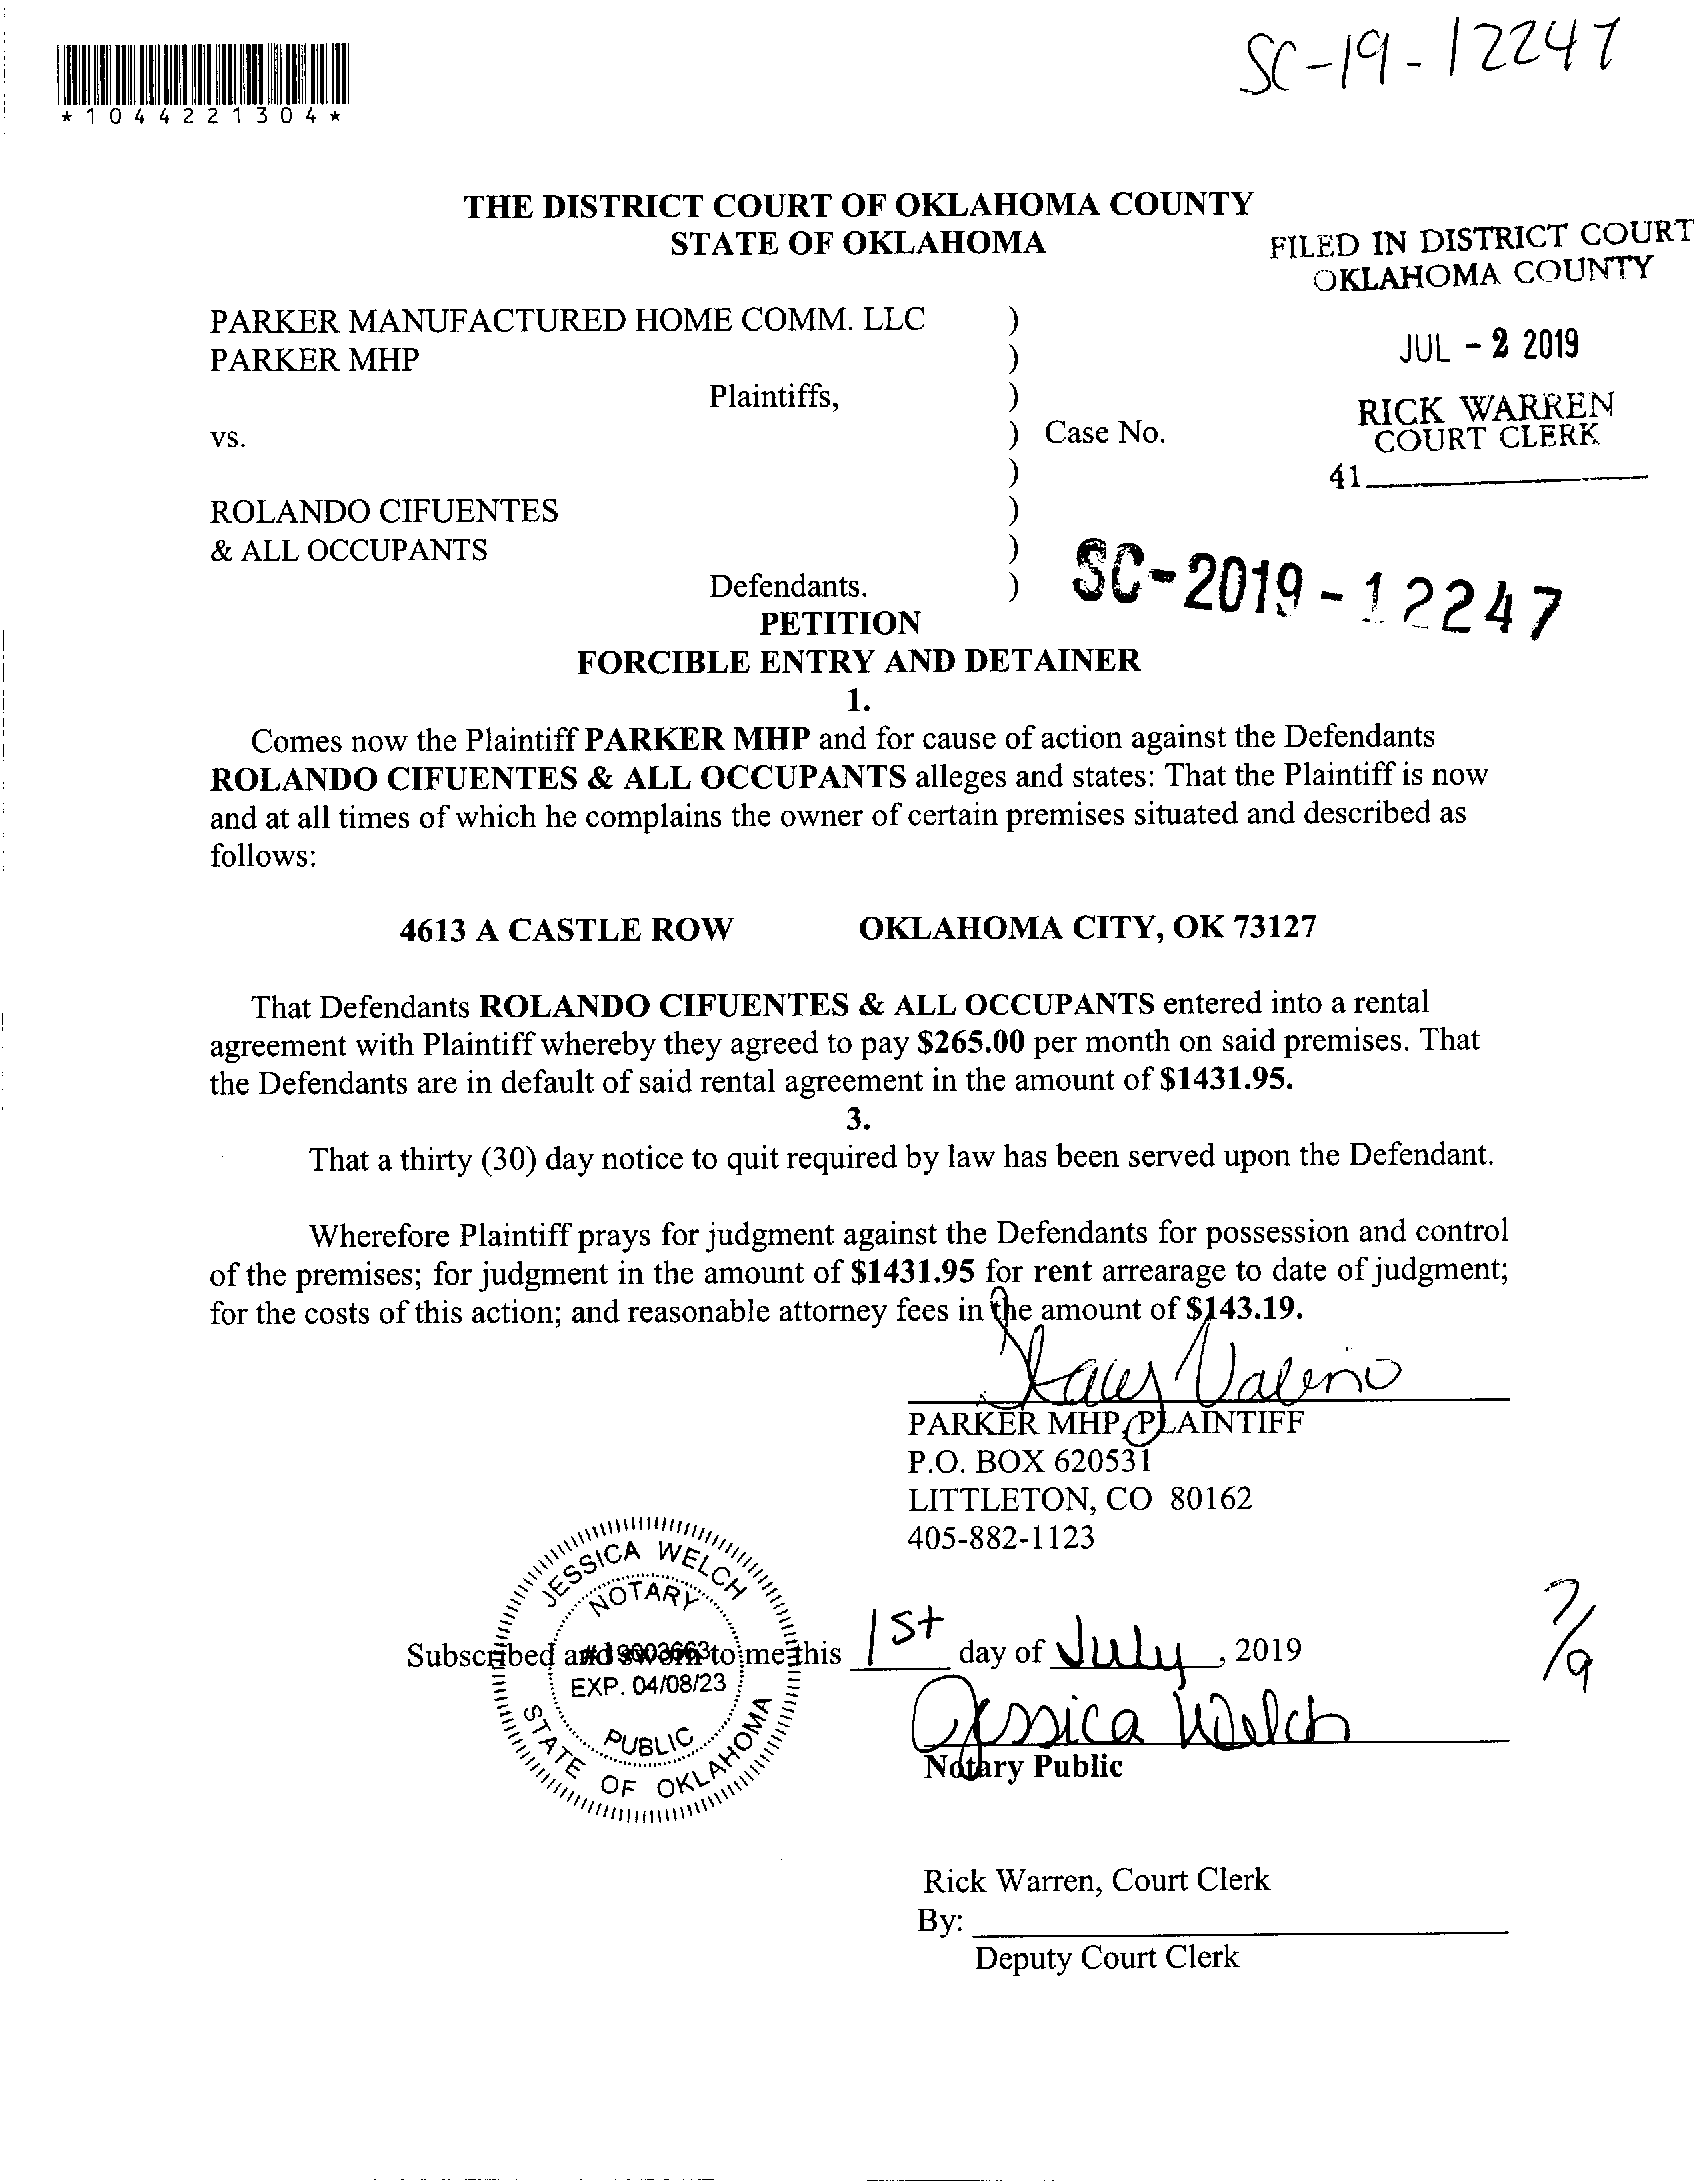 SC-19-12247
*1044221304*
THE DISTRICT COURT OF OKLAHOMA COUNTY
STATE OF OKLAHOMA
FILED IN DISTRICT COURT
OKLAHOMA COUNTY
PARKER MANUFACTURED HOME COMM. LLC )
PARKER MHP )
JUL - 2 2019
Plaintiffs, )
RICK WARREN
vs. ) Case No.
COURT CLERK
)
41
ROLANDO CIFUENTES )
& ALL OCCUPANTS )
SC-2019-12247
Defendants. )
PETITION
FORCIBLE ENTRY AND DETAINER
1.
Comes now the Plaintiff PARKER MHP and for cause of action against the Defendants
ROLANDO CIFUENTES & ALL OCCUPANTS alleges and states: That the Plaintiff is now
and at all times of which he complains the owner of certain premises situated and described as
follows:
4613 A CASTLE ROW OKLAHOMA CITY, OK 73127
That Defendants ROLANDO CIFUENTES & ALL OCCUPANTS entered into a rental
agreement with Plaintiff whereby they agreed to pay $265.00 per month on said premises. That
the Defendants are in default of said rental agreement in the amount of $1431.95.
3.
That a thirty (30) day notice to quit required by law has been served upon the Defendant.
Wherefore Plaintiff prays for judgment against the Defendants for possession and control
of the premises; for judgment in the amount of $1431.95 for rent arrearage to date of judgment;
for the costs of this action; and reasonable attorney fees in the amount of $143.19.
PARKER MHP, PLAINTIFF
P.O. BOX 620531
LITTLETON, CO 80162
405-882-1123
JESSICA WELCH
NOTARY
Subscribed and sworn to me this 1st day of July, 2019
# 19003663
EXP. 04/08/23
PUBLIC
STATE OF OKLAHOMA
7/9
Jessica Welch
Notary Public
Rick Warren, Court Clerk
By:
Deputy Court Clerk